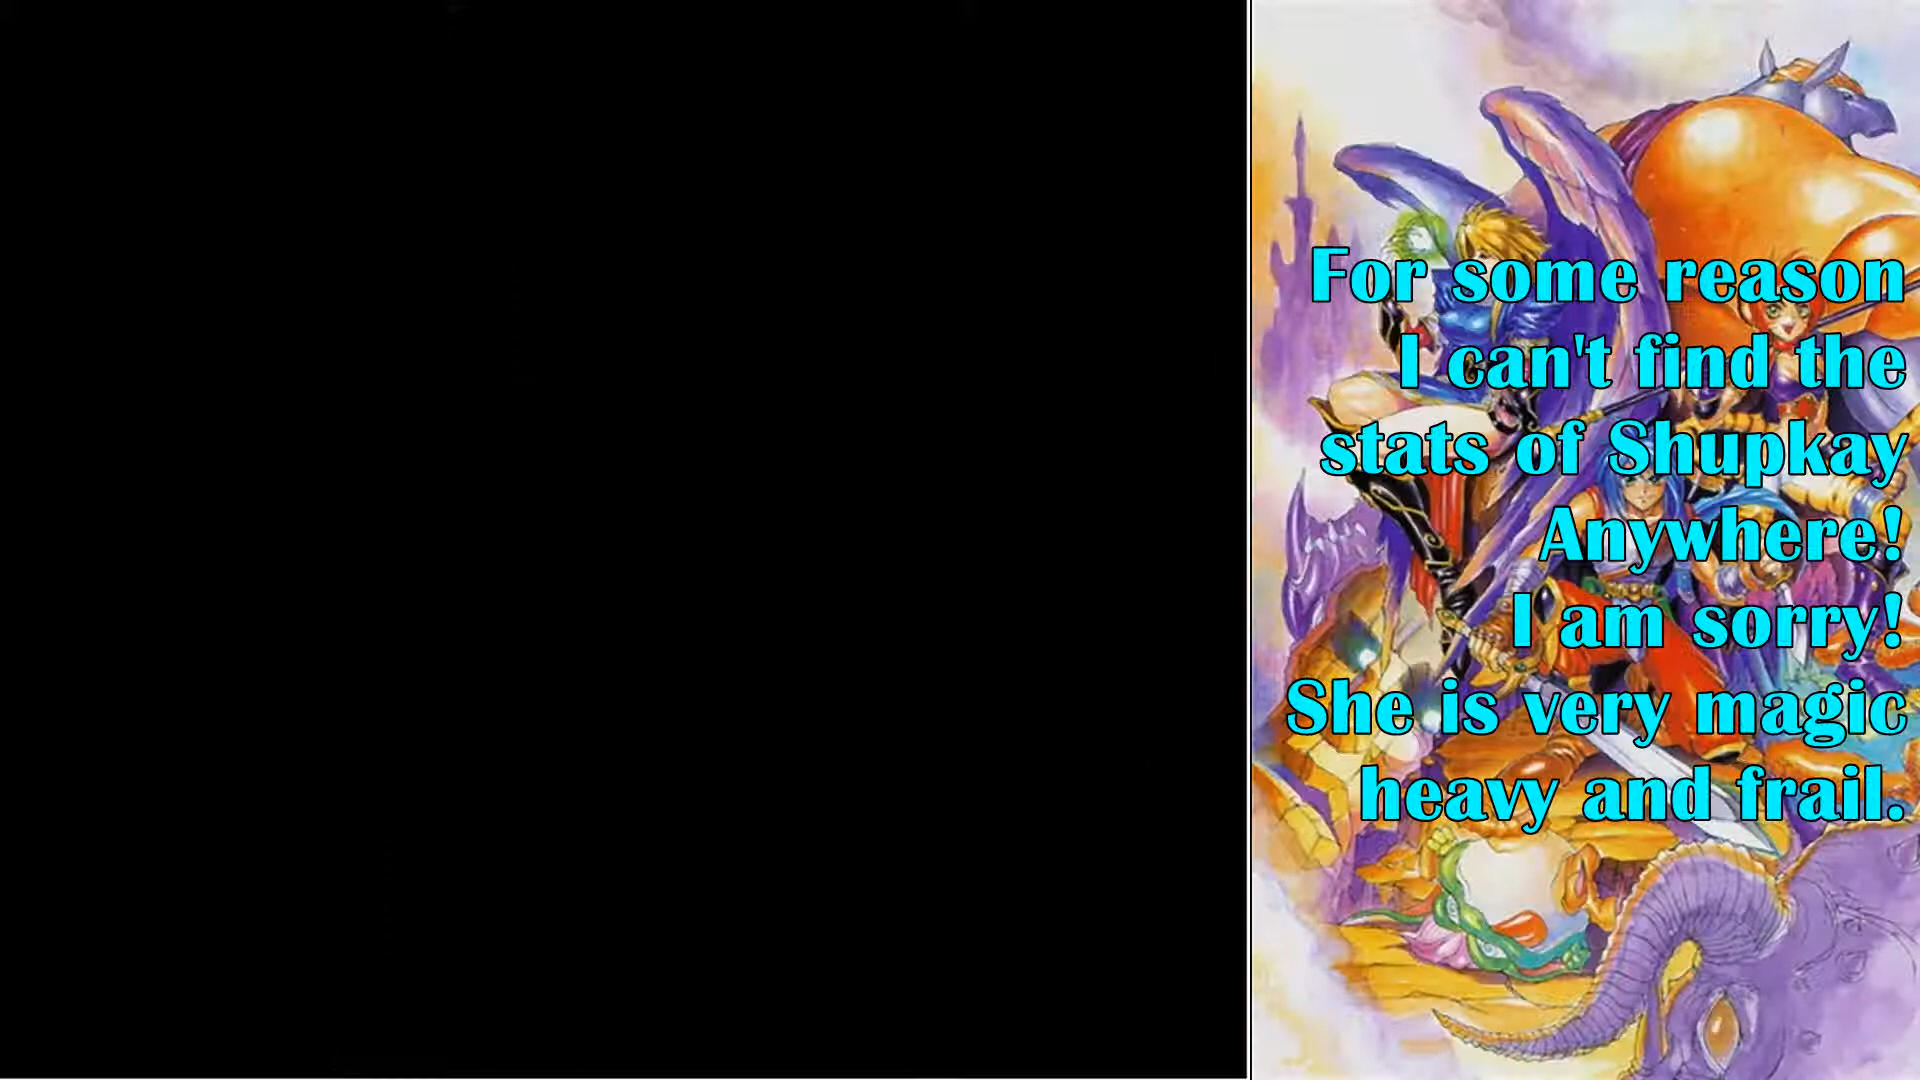 For some reason
I can't find the
stats of Shupkay
Anywhere!
I am sorry!
She is very magic
heavy and frail.